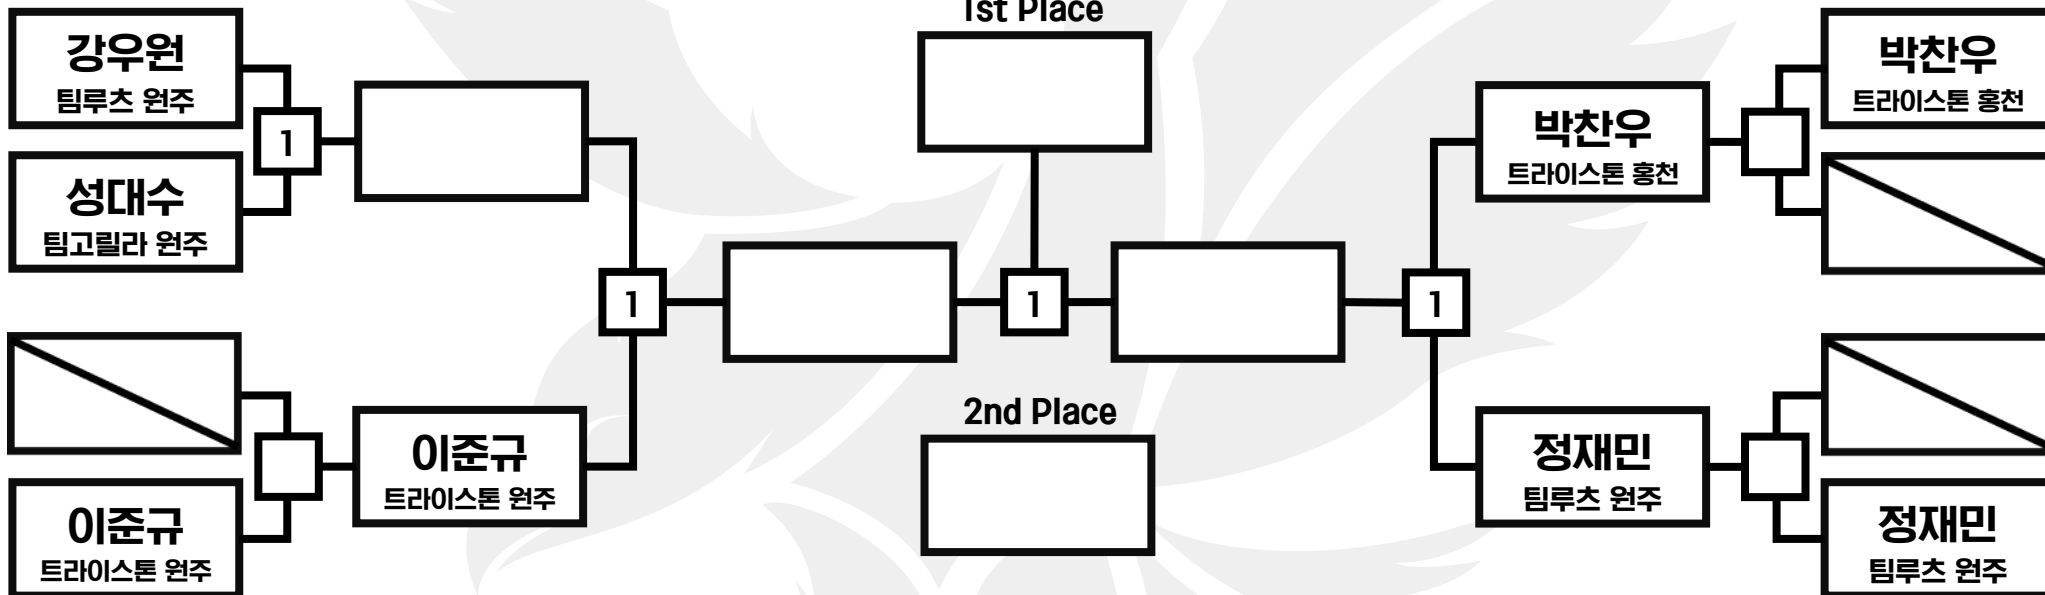 1st Place
강우원
팀루츠 원주
1
성대수
팀고릴라 원주
이준규
트라이스톤 원주
이준규
트라이스톤 원주
1
1
1
2nd Place
박찬우
트라이스톤 홍천
박찬우
트라이스톤 홍천
정재민
팀루츠 원주
정재민
팀루츠 원주